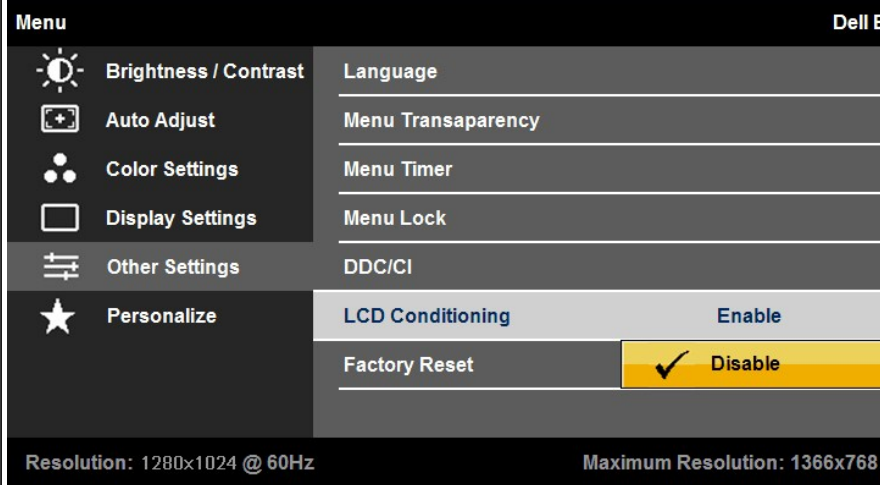 Menu
Dell E
Brightness / Contrast
Auto Adjust
Color Settings
Display Settings
Other Settings
Personalize
Language
Menu Transaparency
Menu Timer
Menu Lock
DDC/CI
LCD Conditioning Enable
Factory Reset Disable
Resolution: 1280x1024 @ 60Hz
Maximum Resolution: 1366x768